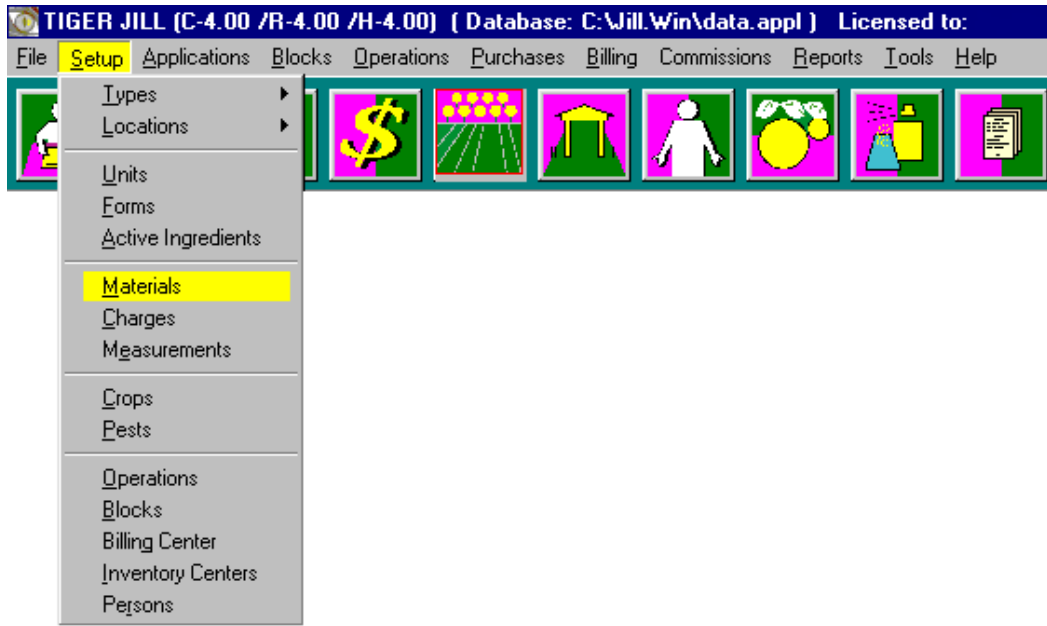 TIGER JILL (C-4.00 /R-4.00 /H-4.00) ( Database: C:\Jill.Win\data.appl ) Licensed to:
File Setup Applications Blocks Operations Purchases Billing Commissions Reports Tools Help
Types
Locations
$
Units
Forms
Active Ingredients
Materials
Charges
Measurements
Crops
Pests
Operations
Blocks
Billing Center
Inventory Centers
Persons